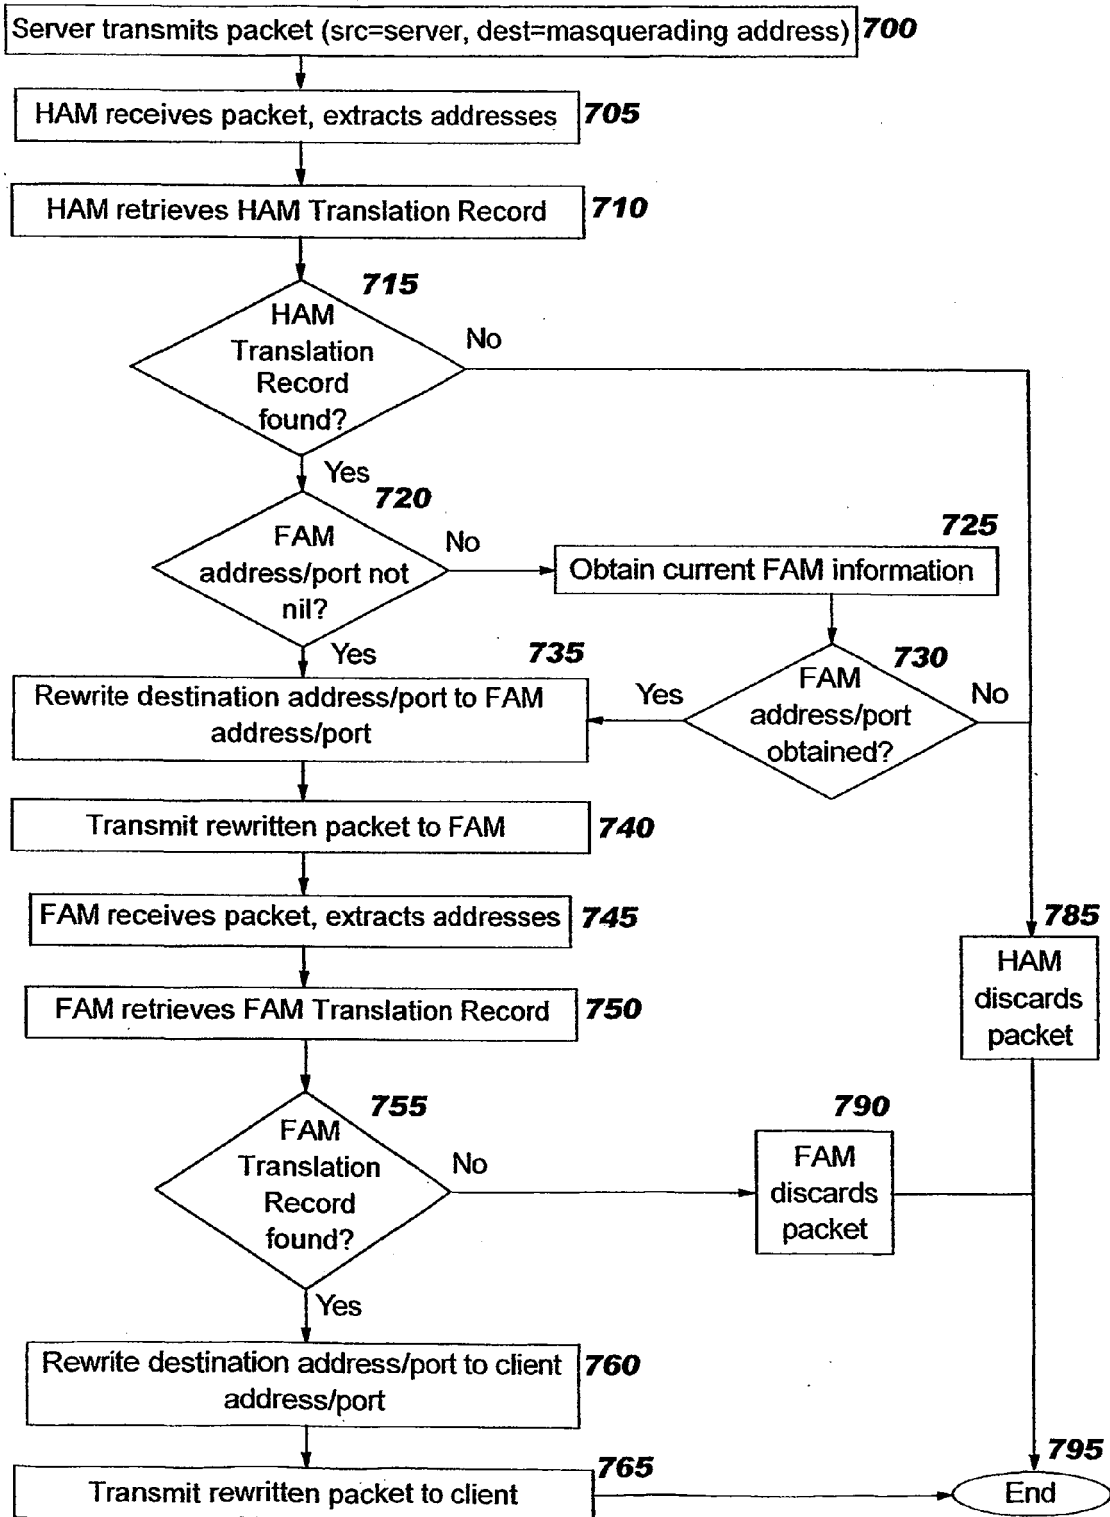 Server transmits packet (src=server, dest=masquerading address) 700
HAM receives packet, extracts addresses 705
HAM retrieves HAM Translation Record 710
715
HAM
Translation
Record
found?
No
Yes
720
FAM
address/port not
nil?
No
725
Obtain current FAM information
Yes
735
Rewrite destination address/port to FAM
address/port
730
FAM
address/port
obtained?
Yes
No
Transmit rewritten packet to FAM 740
FAM receives packet, extracts addresses 745
785
HAM
discards
packet
FAM retrieves FAM Translation Record 750
755
FAM
Translation
Record
found?
No
790
FAM
discards
packet
Yes
Rewrite destination address/port to client
address/port
760
765
Transmit rewritten packet to client
795
End